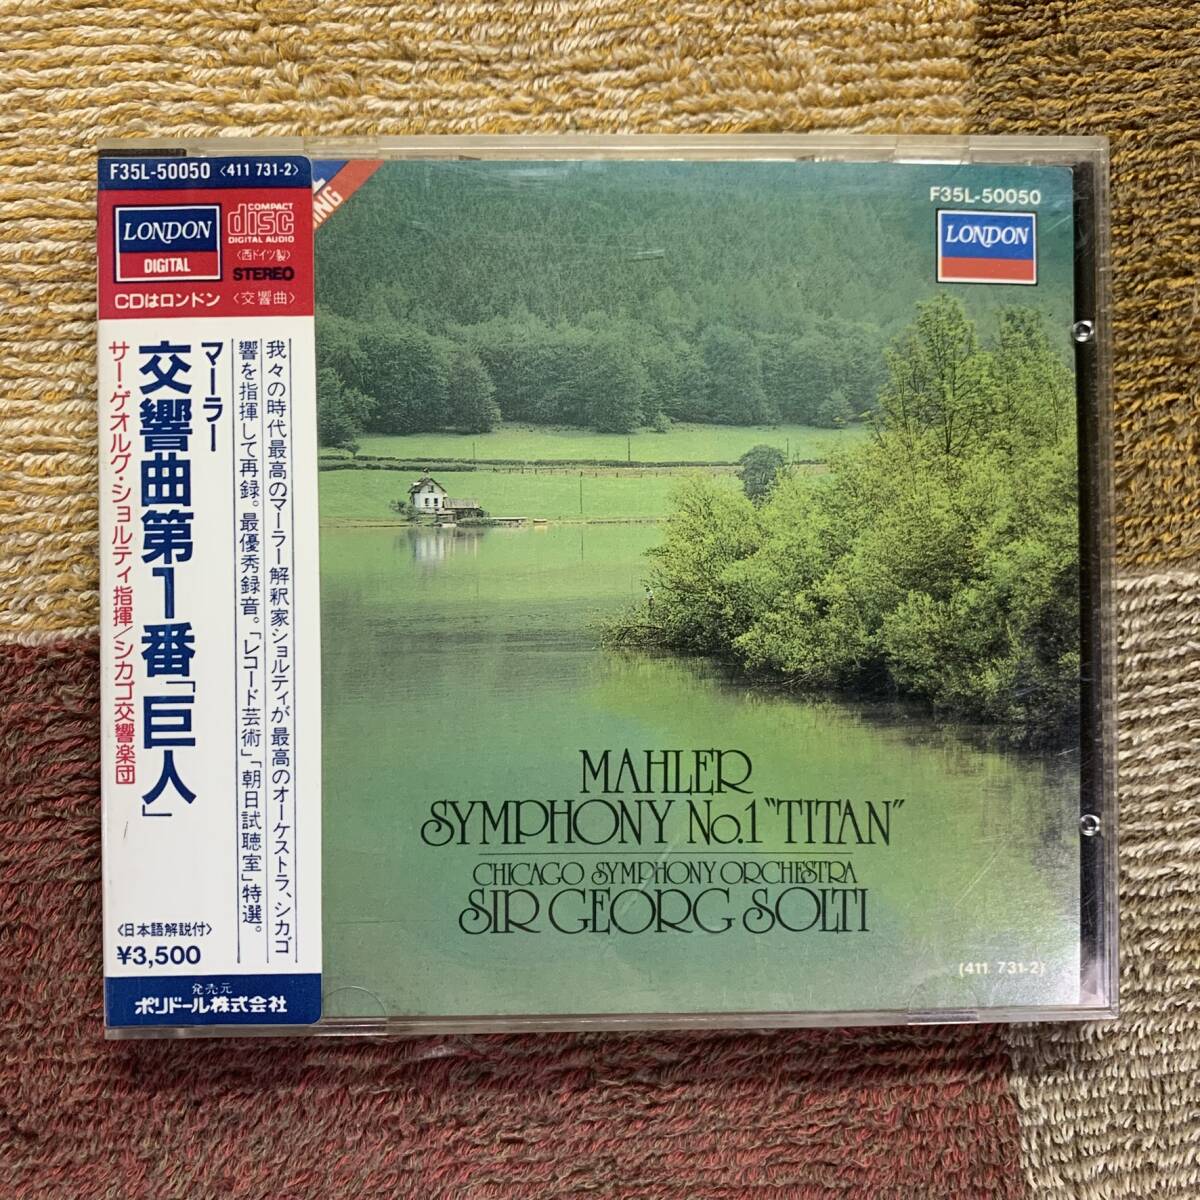 F35L-50050 <411 731-2>
LONDON
DIGITAL
COMPACT
disc
DIGITAL AUDIO
〈西ドイツ製〉
STEREO
CDはロンドン〈交響曲〉
我々の時代最高のマーラー解釈家ショルティが最高のオーケストラ、シカゴ
響を指揮して再録。最優秀録音。「レコード芸術」「朝日試聴室」特選。
マーラー
交響曲第1番「巨人」
サー・ゲオルグ・ショルティ指揮/シカゴ交響楽団
〈日本語解説付〉
¥3,500
発売元
ポリドール株式会社
F35L-50050
LONDON
MAHLER
SYMPHONY No.1 "TITAN"
CHICAGO SYMPHONY ORCHESTRA
SIR GEORG SOLTI
(411 731-2)